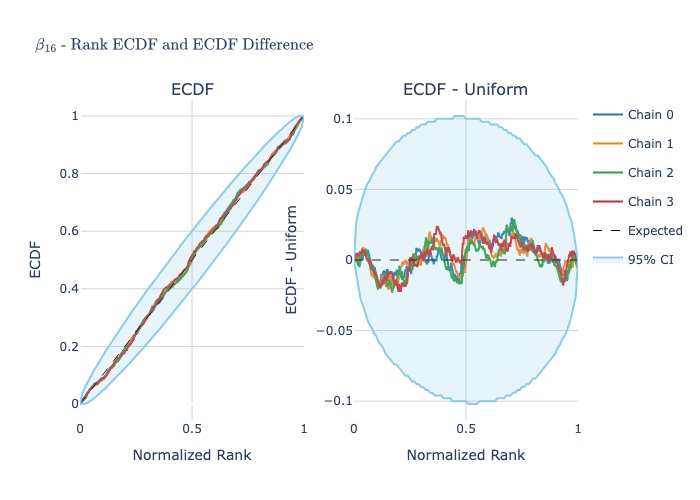 β₁₆ - Rank ECDF and ECDF Difference
ECDF
ECDF - Uniform
1
0.8
0.6
0.4
0.2
0
0
0.5
1
ECDF
Normalized Rank
0.1
0.05
0
−0.05
−0.1
0
0.5
1
ECDF - Uniform
Normalized Rank
Chain 0
Chain 1
Chain 2
Chain 3
Expected
95% CI